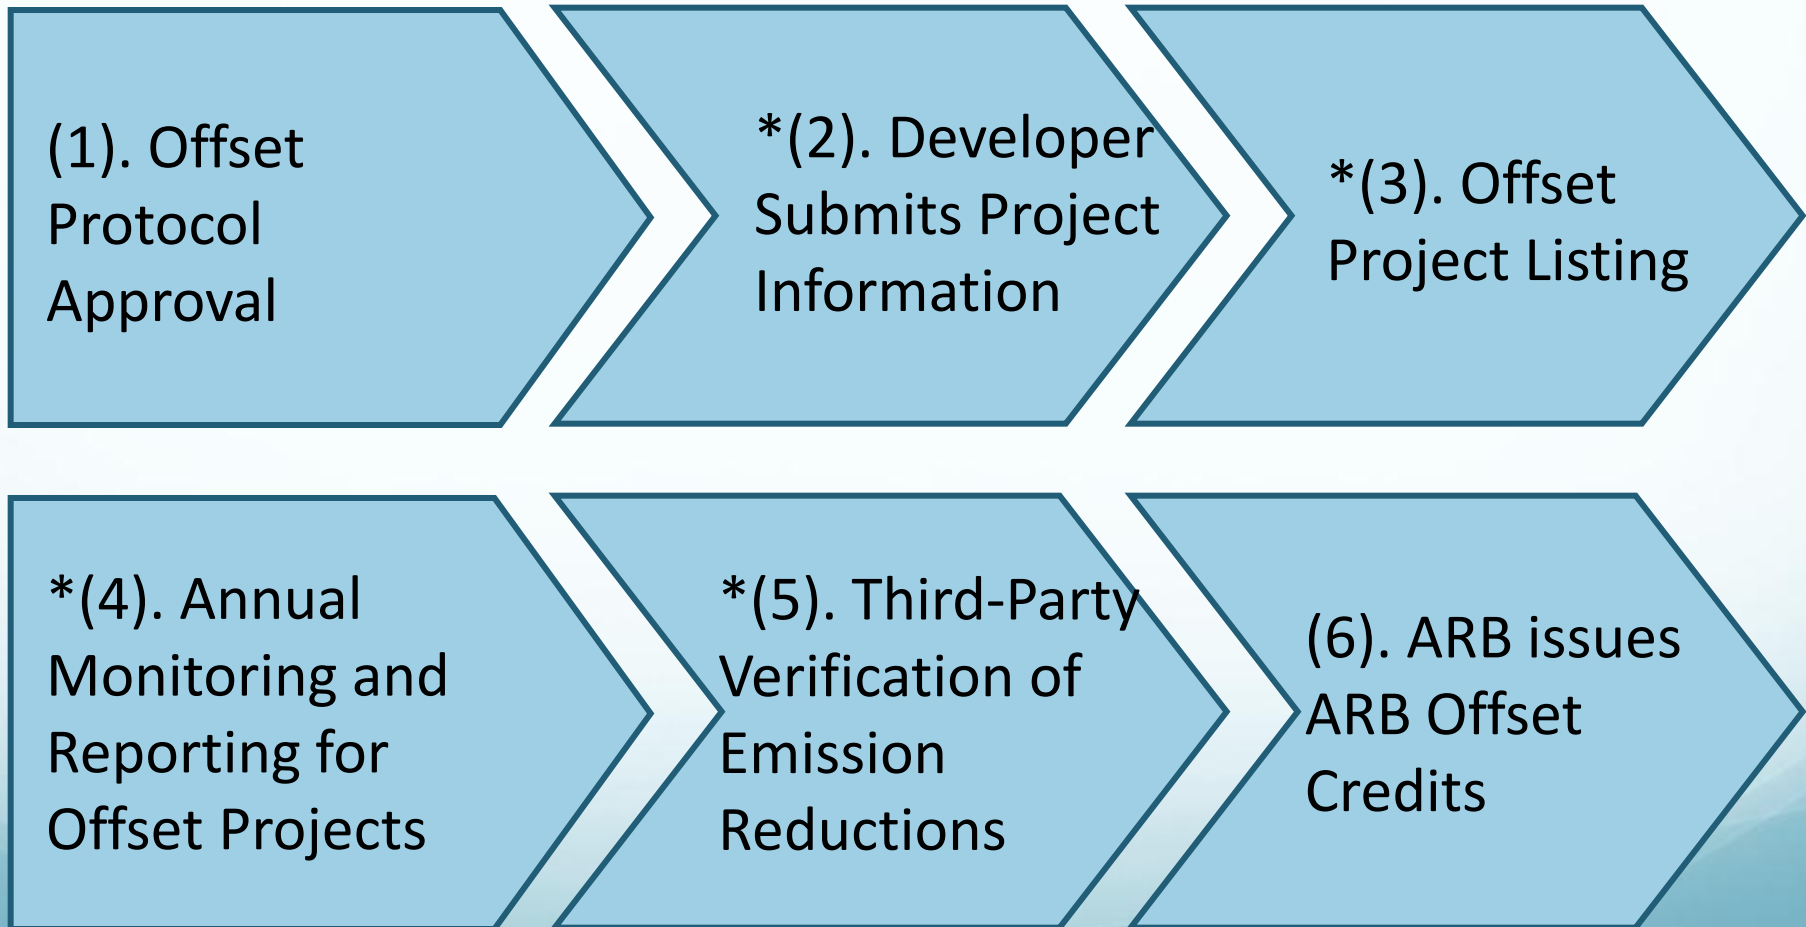 (1). Offset
Protocol
Approval
*(2). Developer
Submits Project
Information
*(3). Offset
Project Listing
*(4). Annual
Monitoring and
Reporting for
Offset Projects
*(5). Third-Party
Verification of
Emission
Reductions
(6). ARB issues
ARB Offset
Credits